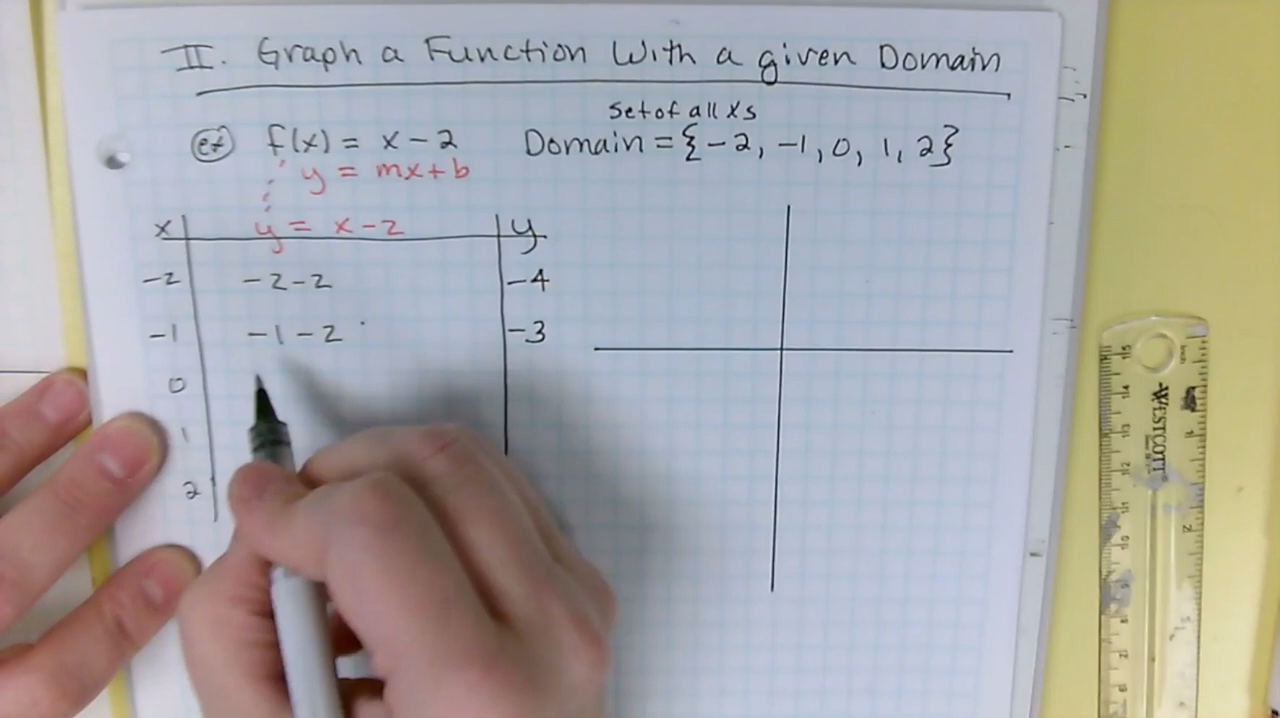 II. Graph a Function With a given Domain
set of all xs
ex f(x) = x - 2 Domain = {-2, -1, 0, 1, 2}
y = mx+b
x y = x - 2 y
-2 -2-2 -4
-1 -1-2 -3
0
1
2
WESTCOTT